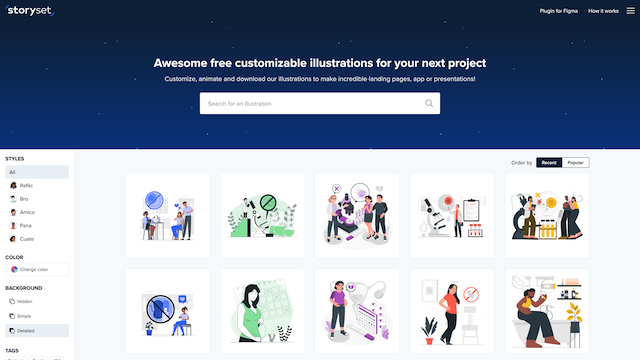 storyset
Plugin for Figma
How it works
Awesome free customizable illustrations for your next project
Customize, animate and download our illustrations to make incredible landing pages, app or presentations!
Search for an illustration
STYLES
All
Rafiki
Bro
Amico
Pana
Cuate
COLOR
Change color
BACKGROUND
Hidden
Simple
Detailed
TAGS
Order by
Recent
Popular